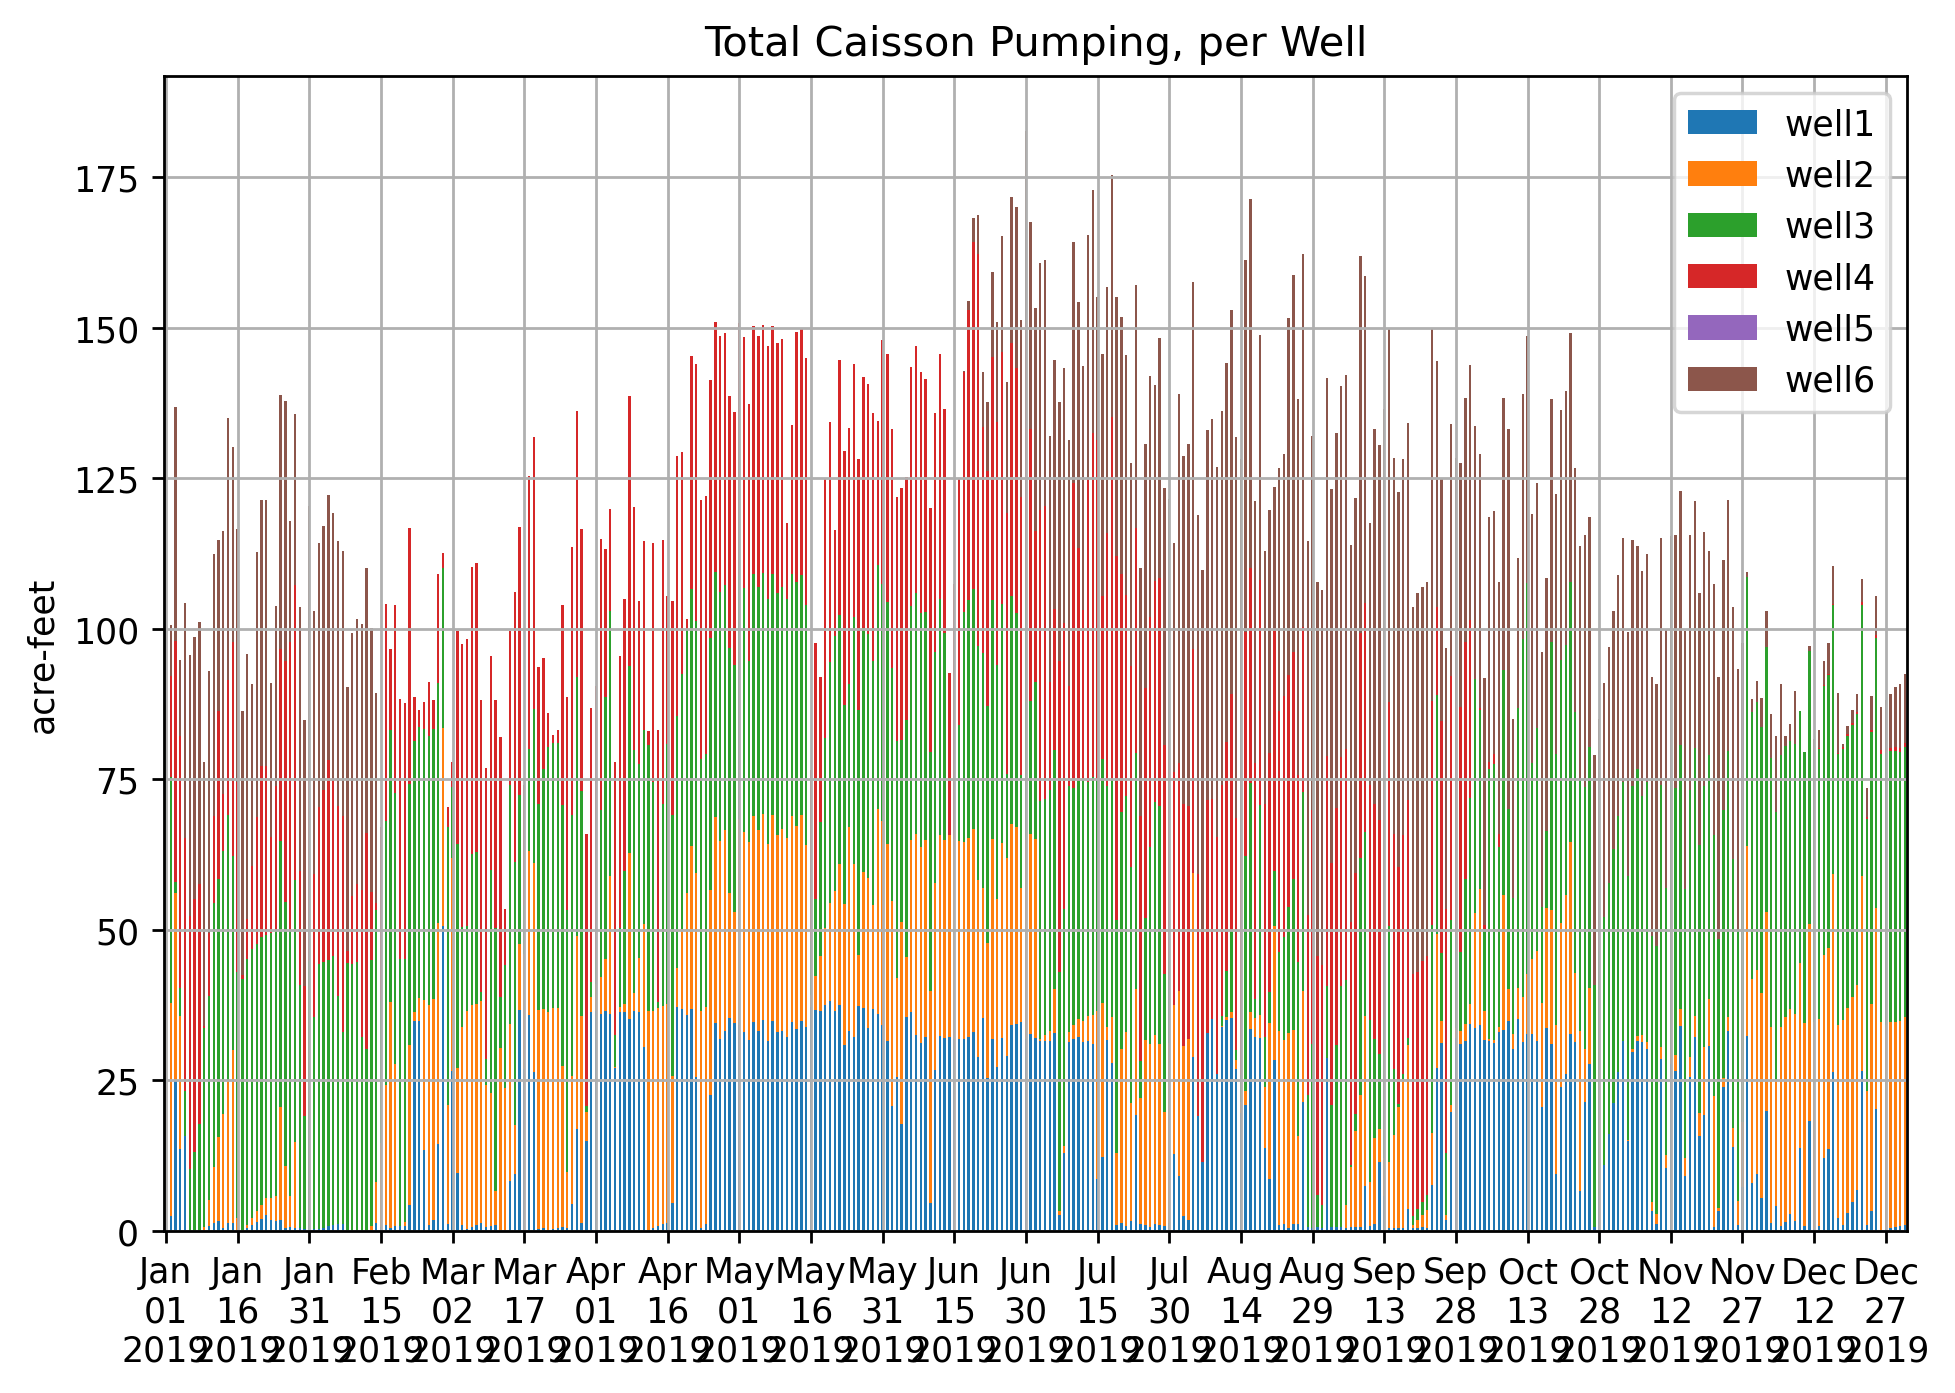 Total Caisson Pumping, per Well
well1
well2
well3
well4
well5
well6
175
150
125
100
75
50
25
0
acre-feet
Jan Jan Jan Feb Mar Mar Apr Apr May May May Jun Jun Jul Jul Aug Aug Sep Sep Oct Oct Nov Nov Dec Dec
01 16 31 15 02 17 01 16 01 16 31 15 30 15 30 14 29 13 28 13 28 12 27 12 27
2019 2019 2019 2019 2019 2019 2019 2019 2019 2019 2019 2019 2019 2019 2019 2019 2019 2019 2019 2019 2019 2019 2019 2019 2019